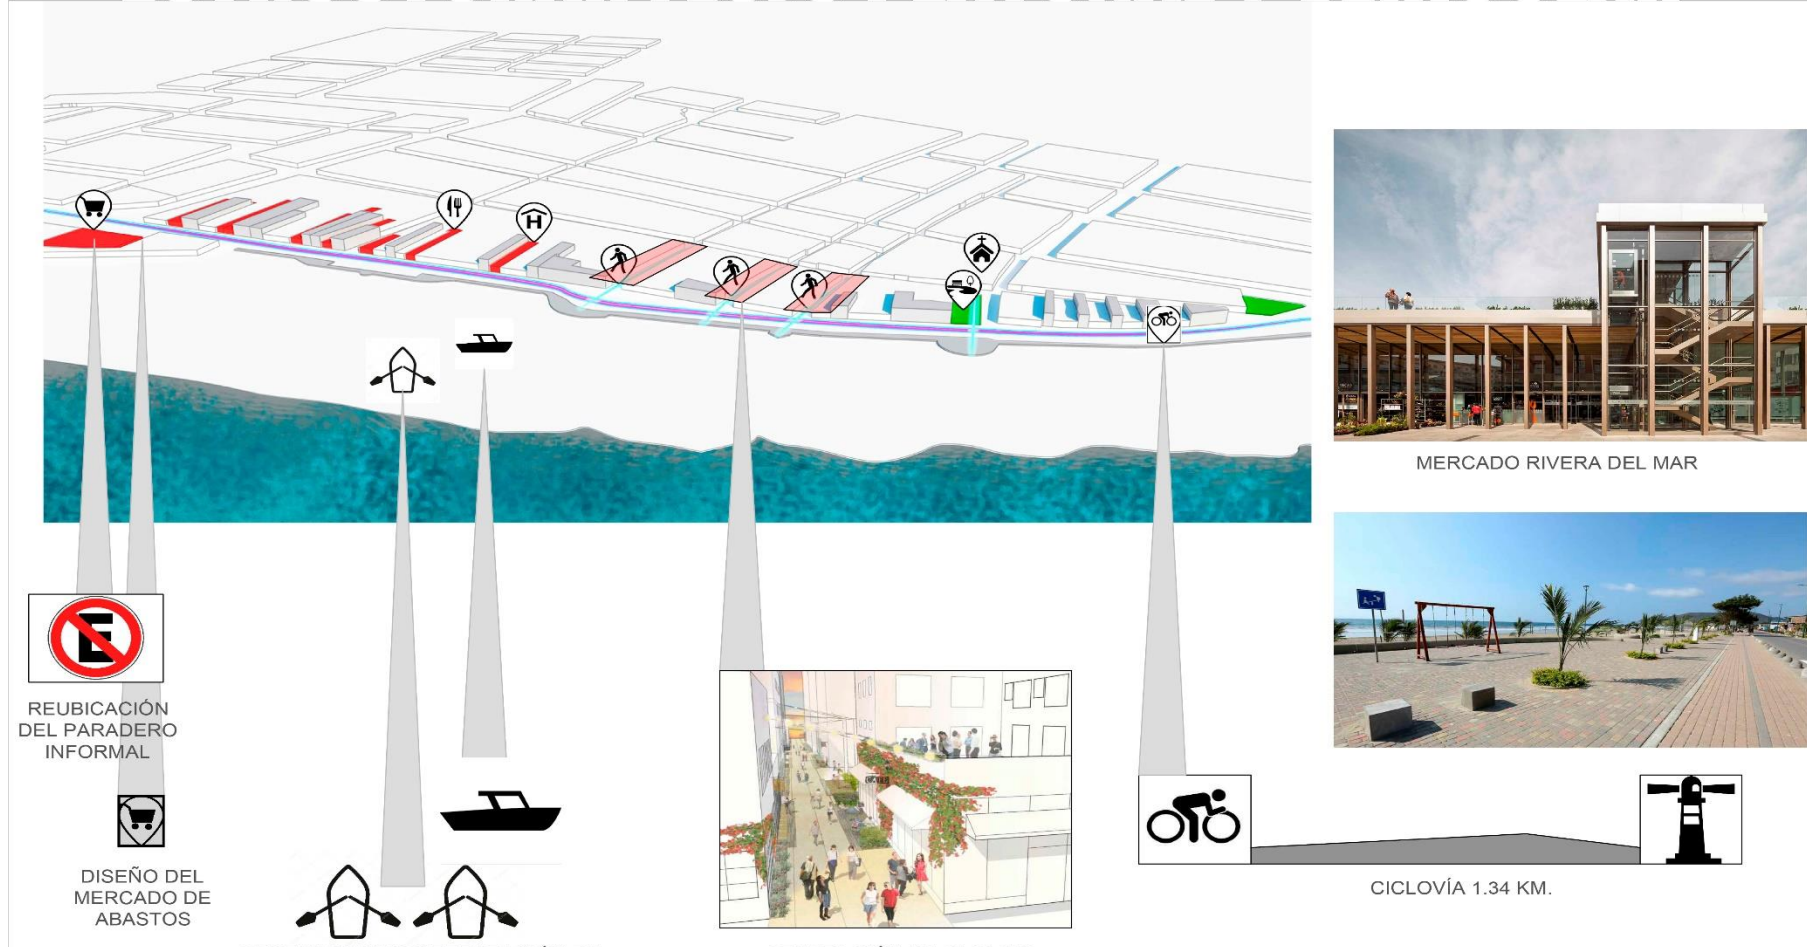 MERCADO RIVERA DEL MAR
E
REUBICACIÓN
DEL PARADERO
INFORMAL
DISEÑO DEL
MERCADO DE
ABASTOS
CICLOVÍA 1.34 KM.
H